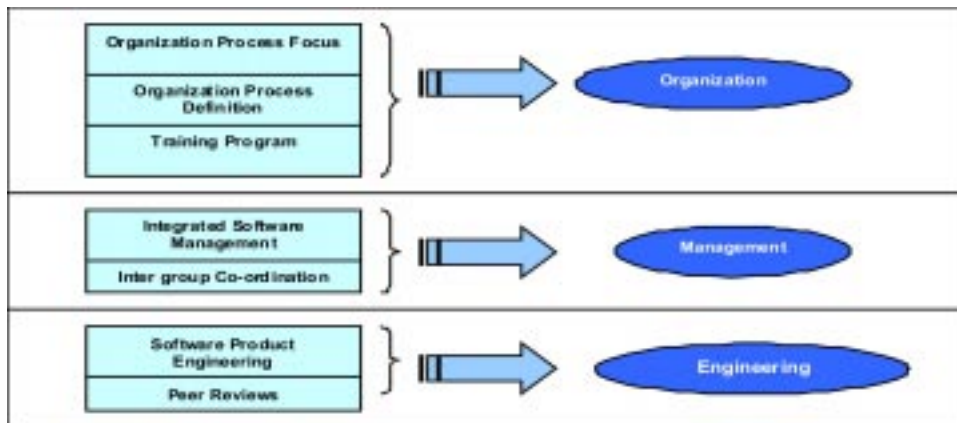 Organization Process Focus
Organization Process
Definition
Training Program
Organization
Integrated Software
Management
Inter group Co-ordination
Management
Software Product
Engineering
Peer Reviews
Engineering